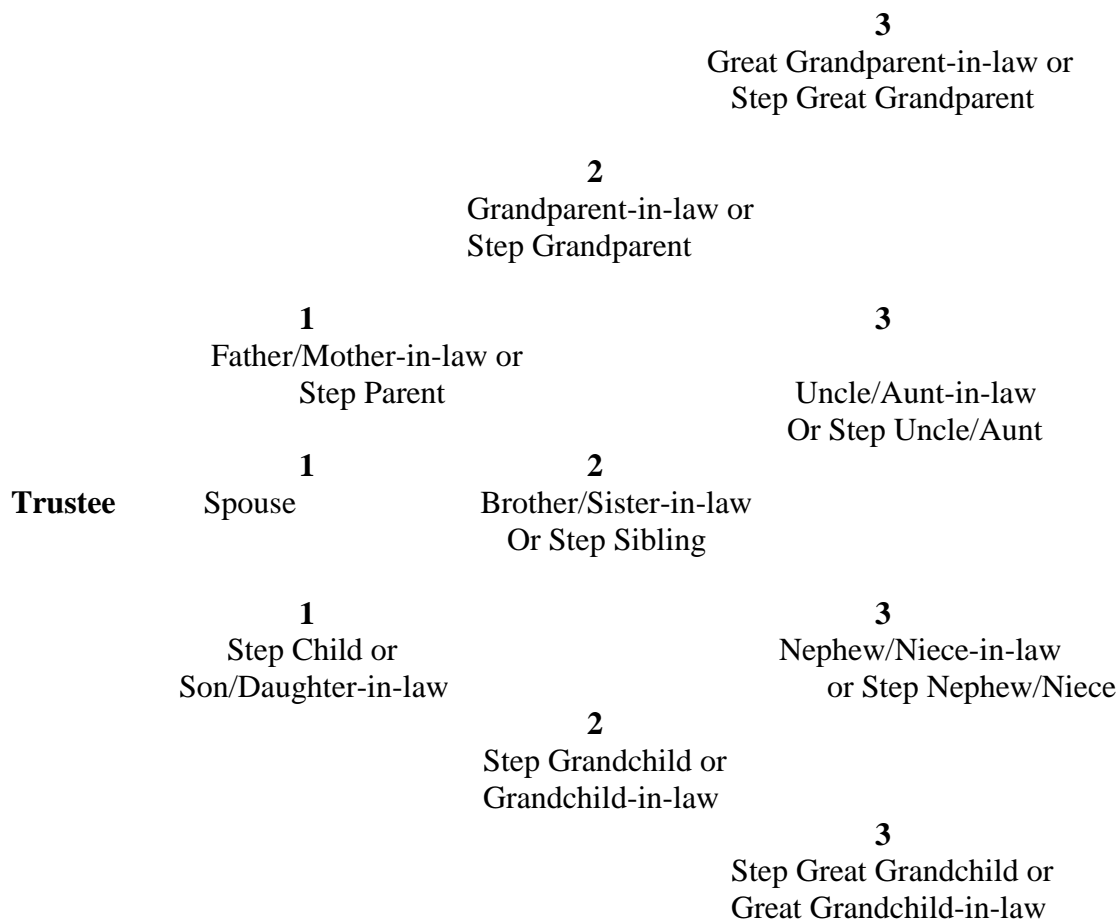 3
Great Grandparent-in-law or
Step Great Grandparent
2
Grandparent-in-law or
Step Grandparent
1 3
Father/Mother-in-law or
Step Parent Uncle/Aunt-in-law
Or Step Uncle/Aunt
1 2
Trustee Spouse Brother/Sister-in-law
Or Step Sibling
1 3
Step Child or Nephew/Niece-in-law
Son/Daughter-in-law or Step Nephew/Niece
2
Step Grandchild or
Grandchild-in-law
3
Step Great Grandchild or
Great Grandchild-in-law